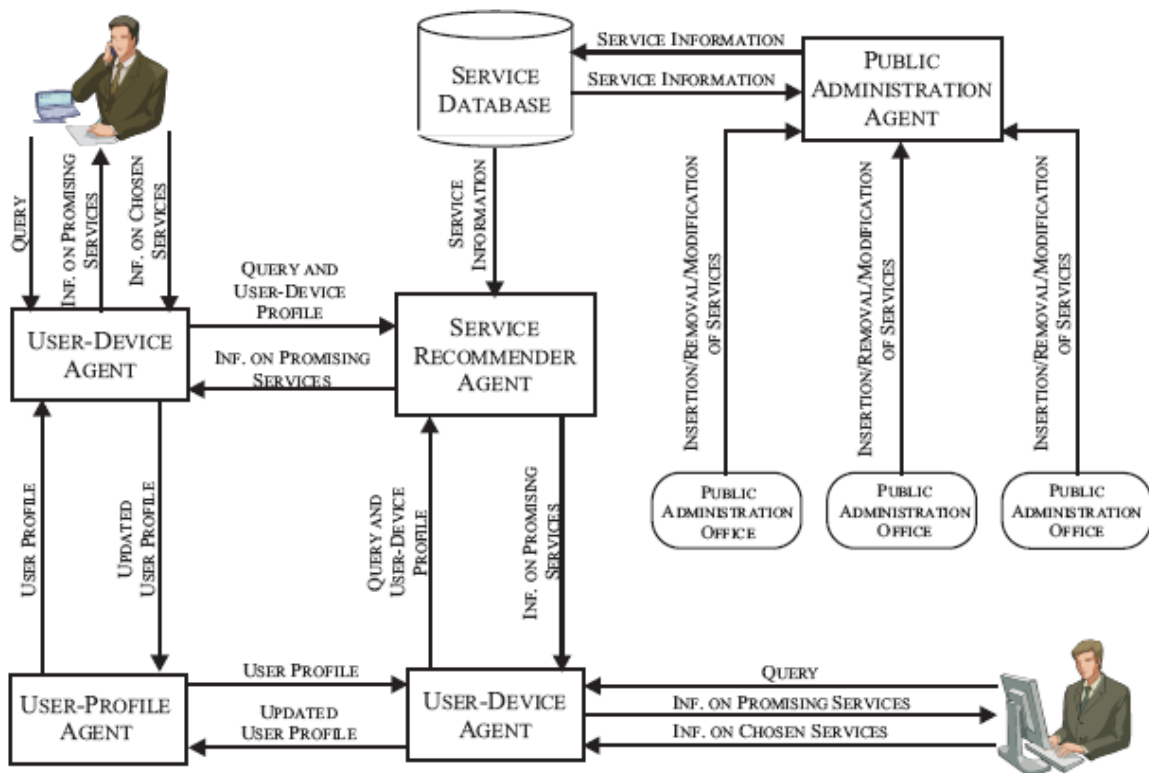 SERVICE
DATABASE
SERVICE INFORMATION
SERVICE INFORMATION
PUBLIC
ADMINISTRATION
AGENT
QUERY
INF. ON PROMISING
SERVICES
INF. ON CHOSEN
SERVICES
SERVICE
INFORMATION
INSERTION/REMOVAL/MODIFICATION
OF SERVICES
INSERTION/REMOVAL/MODIFICATION
OF SERVICES
INSERTION/REMOVAL/MODIFICATION
OF SERVICES
QUERY AND
USER-DEVICE
PROFILE
USER-DEVICE
AGENT
INF. ON PROMISING
SERVICES
SERVICE
RECOMMENDER
AGENT
USER PROFILE
UPDATED
USER PROFILE
QUERY AND
USER-DEVICE
PROFILE
INF. ON PROMISING
SERVICES
PUBLIC
ADMINISTRATION
OFFICE
PUBLIC
ADMINISTRATION
OFFICE
PUBLIC
ADMINISTRATION
OFFICE
USER-PROFILE
AGENT
USER PROFILE
UPDATED
USER PROFILE
USER-DEVICE
AGENT
QUERY
INF. ON PROMISING SERVICES
INF. ON CHOSEN SERVICES